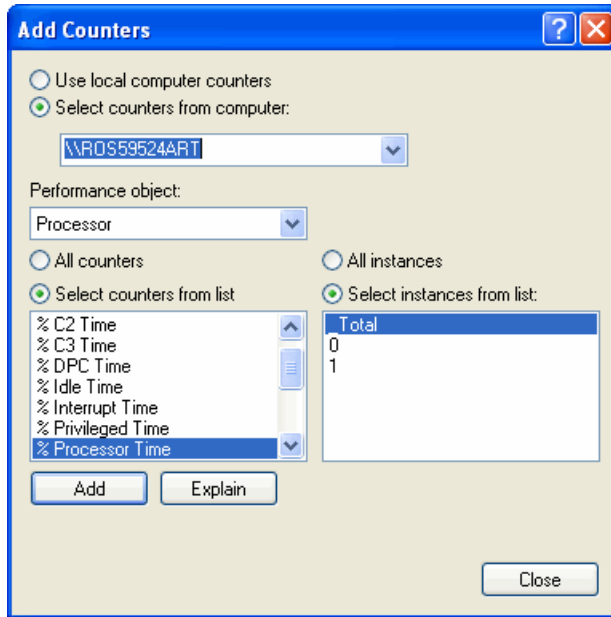 Add Counters
Use local computer counters
Select counters from computer:
\\ROS59524ART
Performance object:
Processor
All counters
All instances
Select counters from list
Select instances from list:
% C2 Time
% C3 Time
% DPC Time
% Idle Time
% Interrupt Time
% Privileged Time
% Processor Time
_Total
0
1
Add
Explain
Close